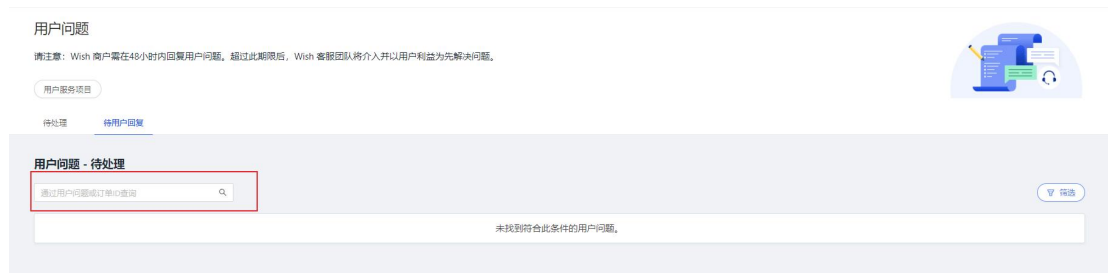 用户问题
请注意：Wish 商户需在48小时内回复用户问题。超过此期限后，Wish 客服团队将介入并以用户利益为先解决问题。
用户服务项目
待处理 待用户回复
用户问题 - 待处理
通过用户问题或订单ID查询
筛选
未找到符合此条件的用户问题。